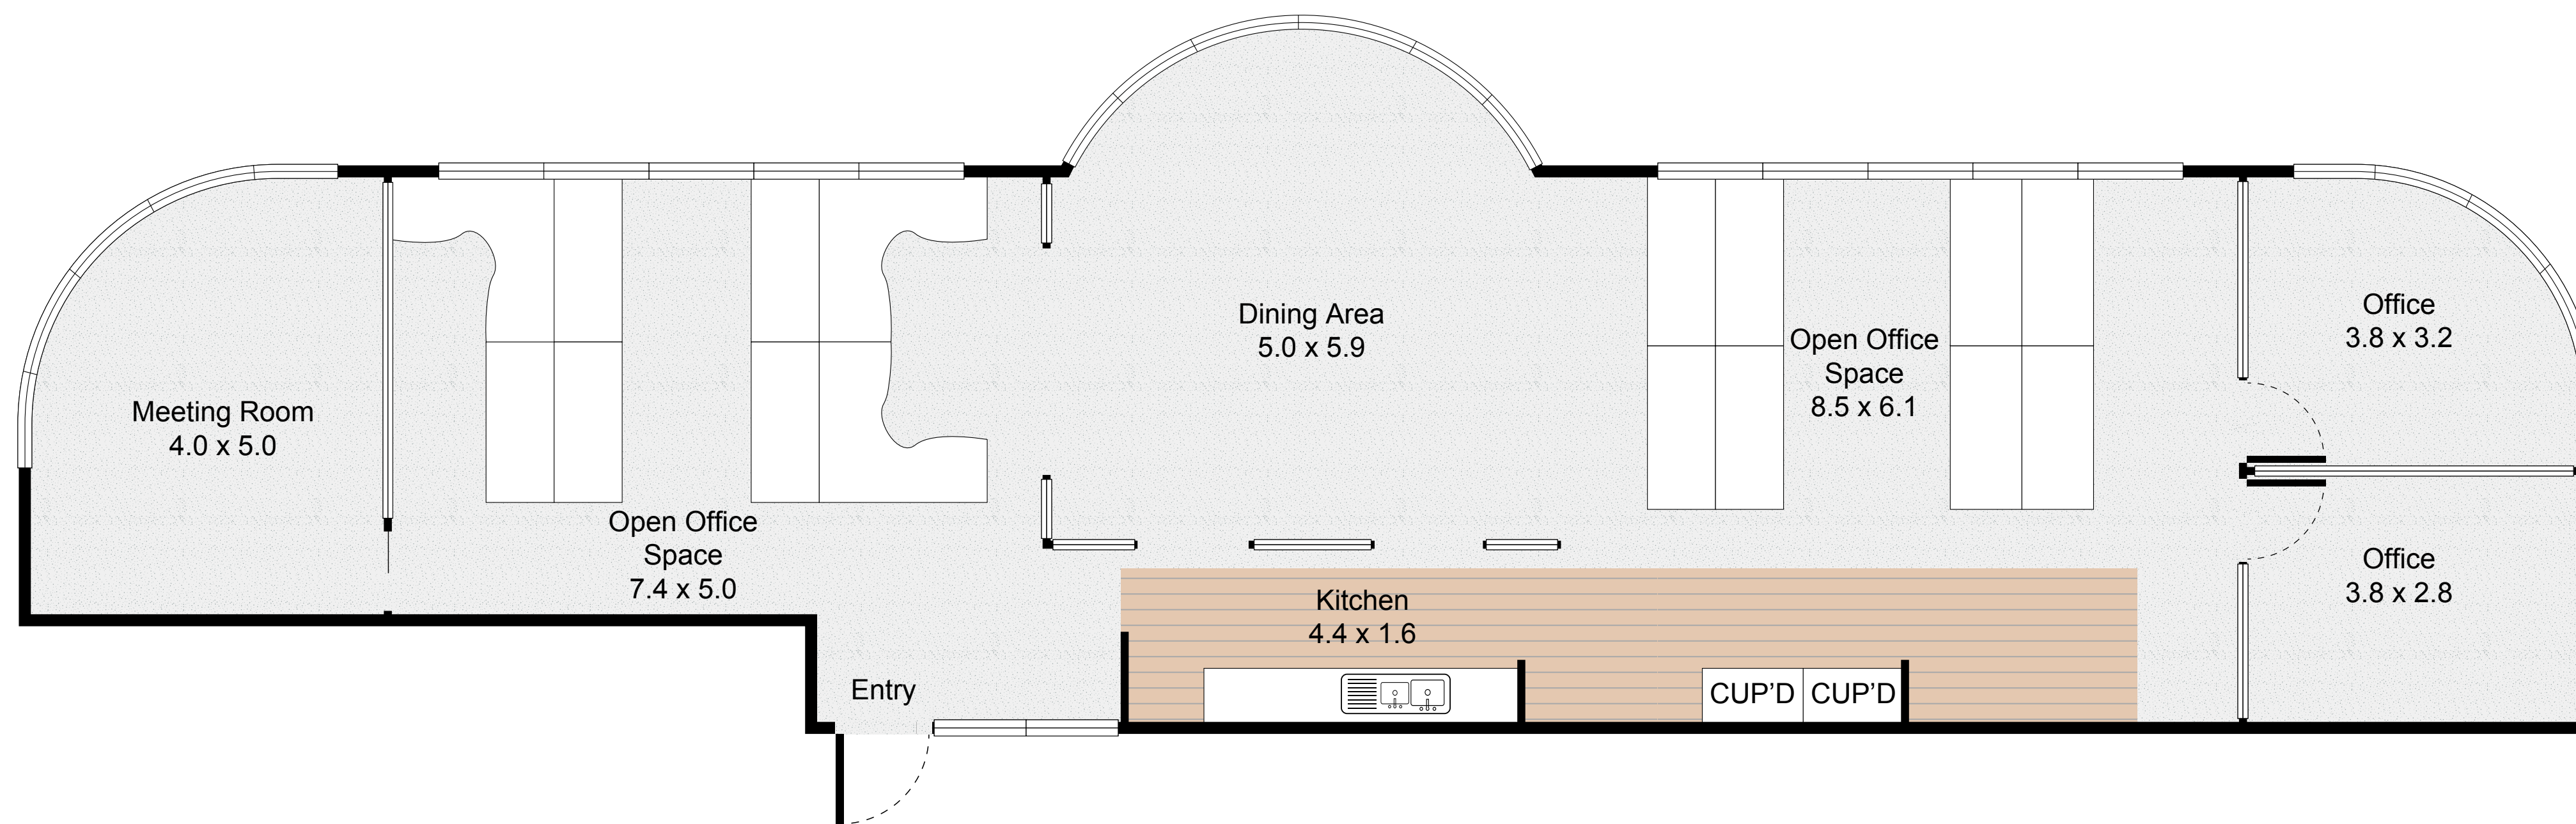 Meeting Room
4.0 x 5.0
Open Office
Space
7.4 x 5.0
Entry
Dining Area
5.0 x 5.9
Kitchen
4.4 x 1.6
CUP'D
CUP'D
Open Office
Space
8.5 x 6.1
Office
3.8 x 3.2
Office
3.8 x 2.8